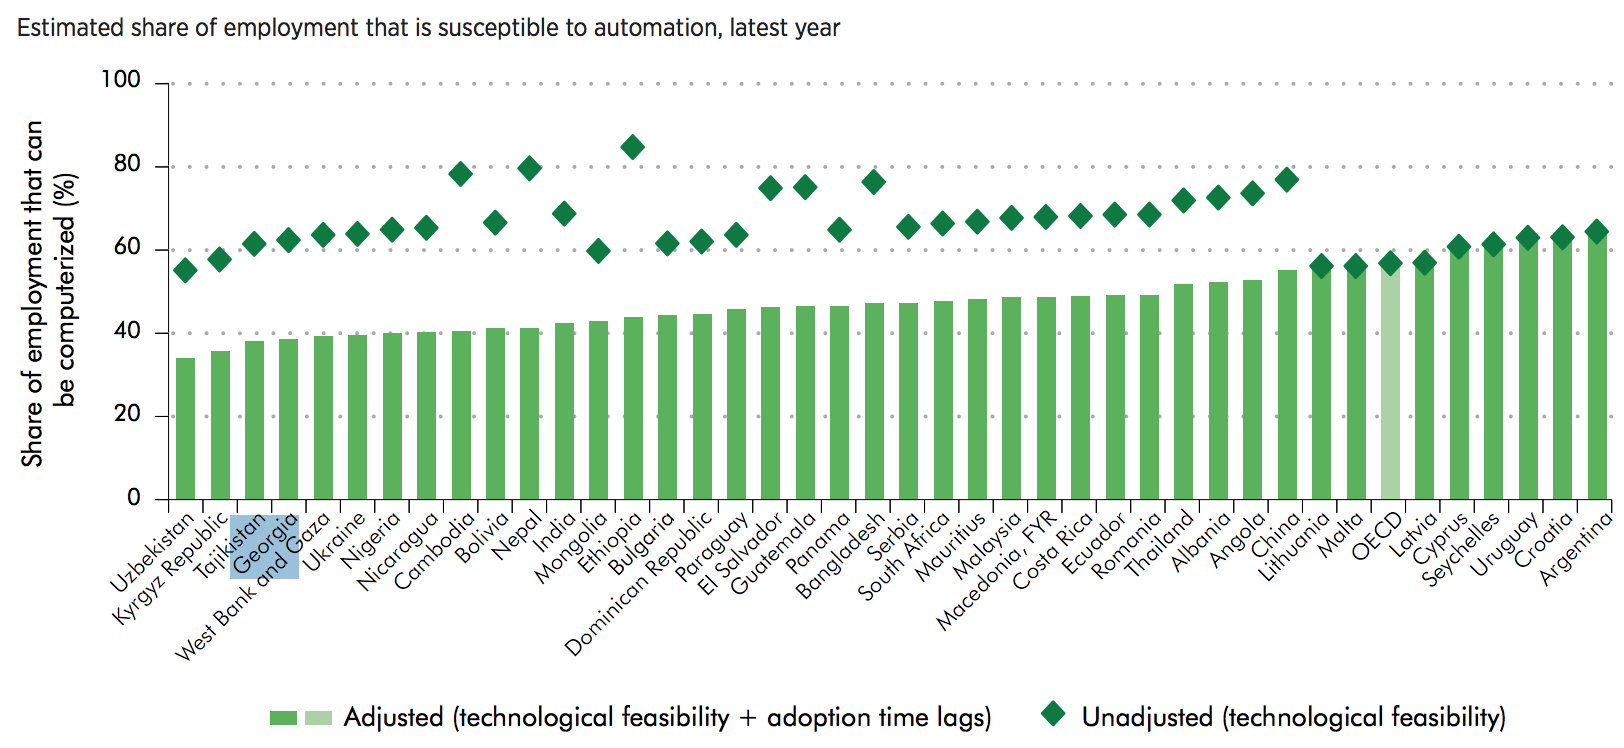 Estimated share of employment that is susceptible to automation, latest year
Share of employment that can
be computerized (%)
100
80
60
40
20
0
Uzbekistan
Kyrgyz Republic
Tajikistan
Georgia
West Bank and Gaza
Ukraine
Nigeria
Nicaragua
Cambodia
Bolivia
Nepal
India
Mongolia
Ethiopia
Bulgaria
Dominican Republic
Paraguay
El Salvador
Guatemala
Panama
Bangladesh
Serbia
South Africa
Mauritius
Malaysia
Macedonia, FYR
Costa Rica
Ecuador
Romania
Thailand
Albania
Angola
China
Lithuania
Malta
OECD
Latvia
Cyprus
Seychelles
Uruguay
Croatia
Argentina
Adjusted (technological feasibility + adoption time lags)
Unadjusted (technological feasibility)